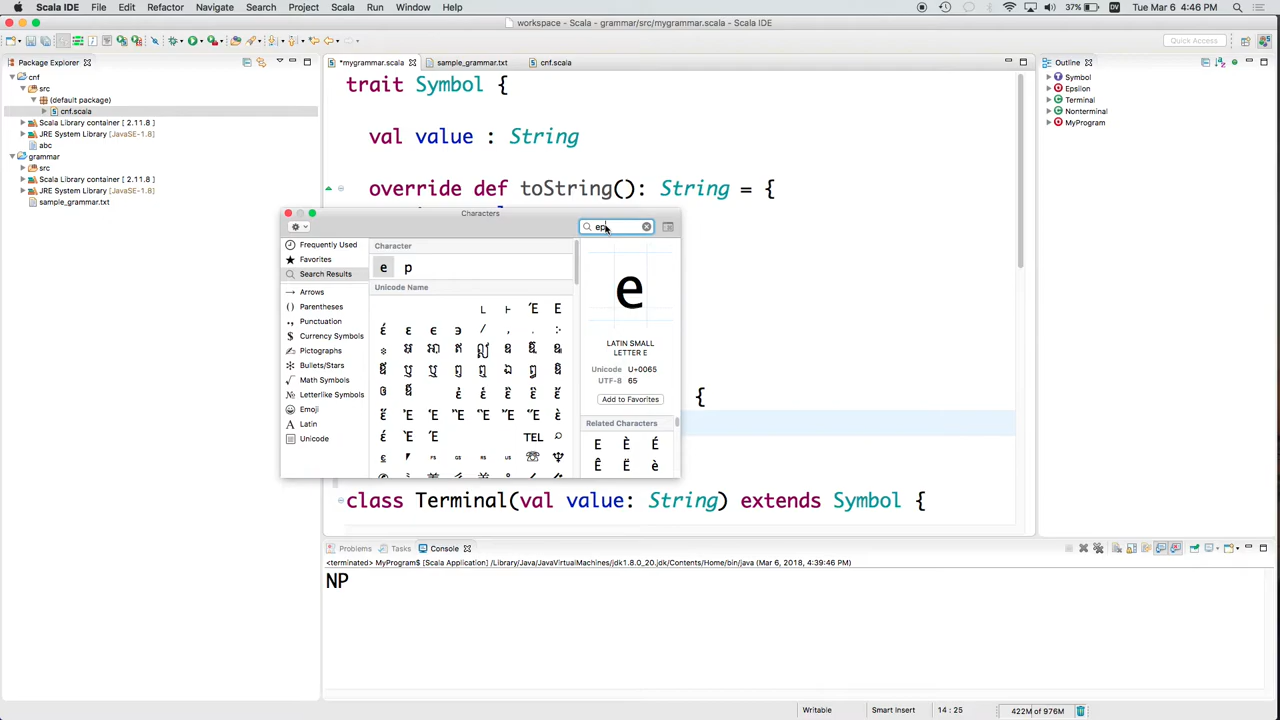 Scala IDE File Edit Refactor Navigate Search Project Scala Run Window Help 37% DV Tue Mar 6 4:46 PM
workspace - Scala - grammar/src/mygrammar.scala - Scala IDE
Quick Access
Package Explorer
cnf
src
(default package)
cnf.scala
Scala Library container [ 2.11.8 ]
JRE System Library [JavaSE-1.8]
abc
grammar
src
Scala Library container [ 2.11.8 ]
JRE System Library [JavaSE-1.8]
sample_grammar.txt
*mygrammar.scala sample_grammar.txt cnf.scala
trait Symbol {
val value : String
override def toString(): String = {
{
class Terminal(val value: String) extends Symbol {
Characters
ep
Frequently Used
Favorites
Search Results
Arrows
Parentheses
Punctuation
Currency Symbols
Pictographs
Bullets/Stars
Math Symbols
Letterlike Symbols
Emoji
Latin
Unicode
Character
e p
Unicode Name
e
LATIN SMALL
LETTER E
Unicode U+0065
UTF-8 65
Add to Favorites
Related Characters
E È É
Ê Ë è
Outline
Symbol
Epsilon
Terminal
Nonterminal
MyProgram
Problems Tasks Console
<terminated> MyProgram$ [Scala Application] /Library/Java/JavaVirtualMachines/jdk1.8.0_20.jdk/Contents/Home/bin/java (Mar 6, 2018, 4:39:46 PM)
NP
Writable Smart Insert 14 : 25 422M of 976M